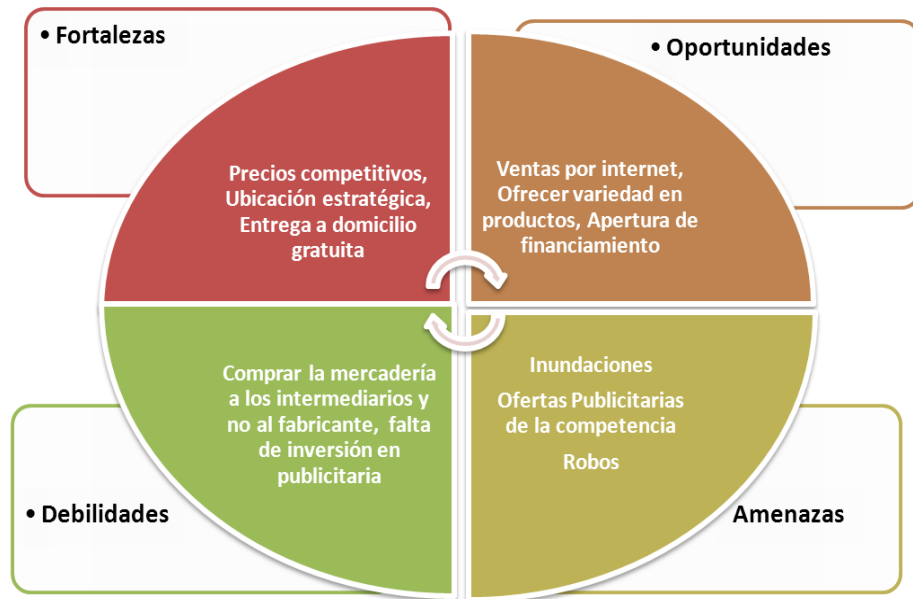 • Fortalezas
Precios competitivos,
Ubicación estratégica,
Entrega a domicilio
gratuita
• Oportunidades
Ventas por internet,
Ofrecer variedad en
productos, Apertura de
financiamiento
Comprar la mercadería
a los intermediarios y
no al fabricante, falta
de inversión en
publicitaria
• Debilidades
Inundaciones
Ofertas Publicitarias
de la competencia
Robos
Amenazas